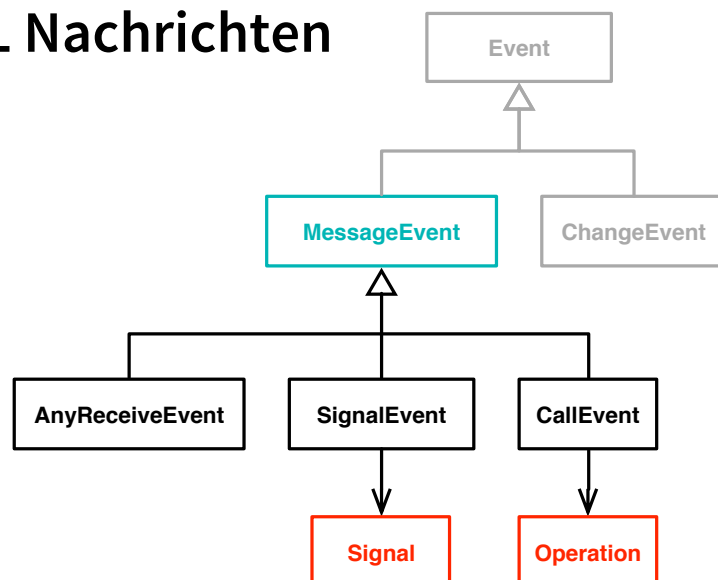 Nachrichten
Event
MessageEvent
ChangeEvent
AnyReceiveEvent
SignalEvent
CallEvent
Signal
Operation